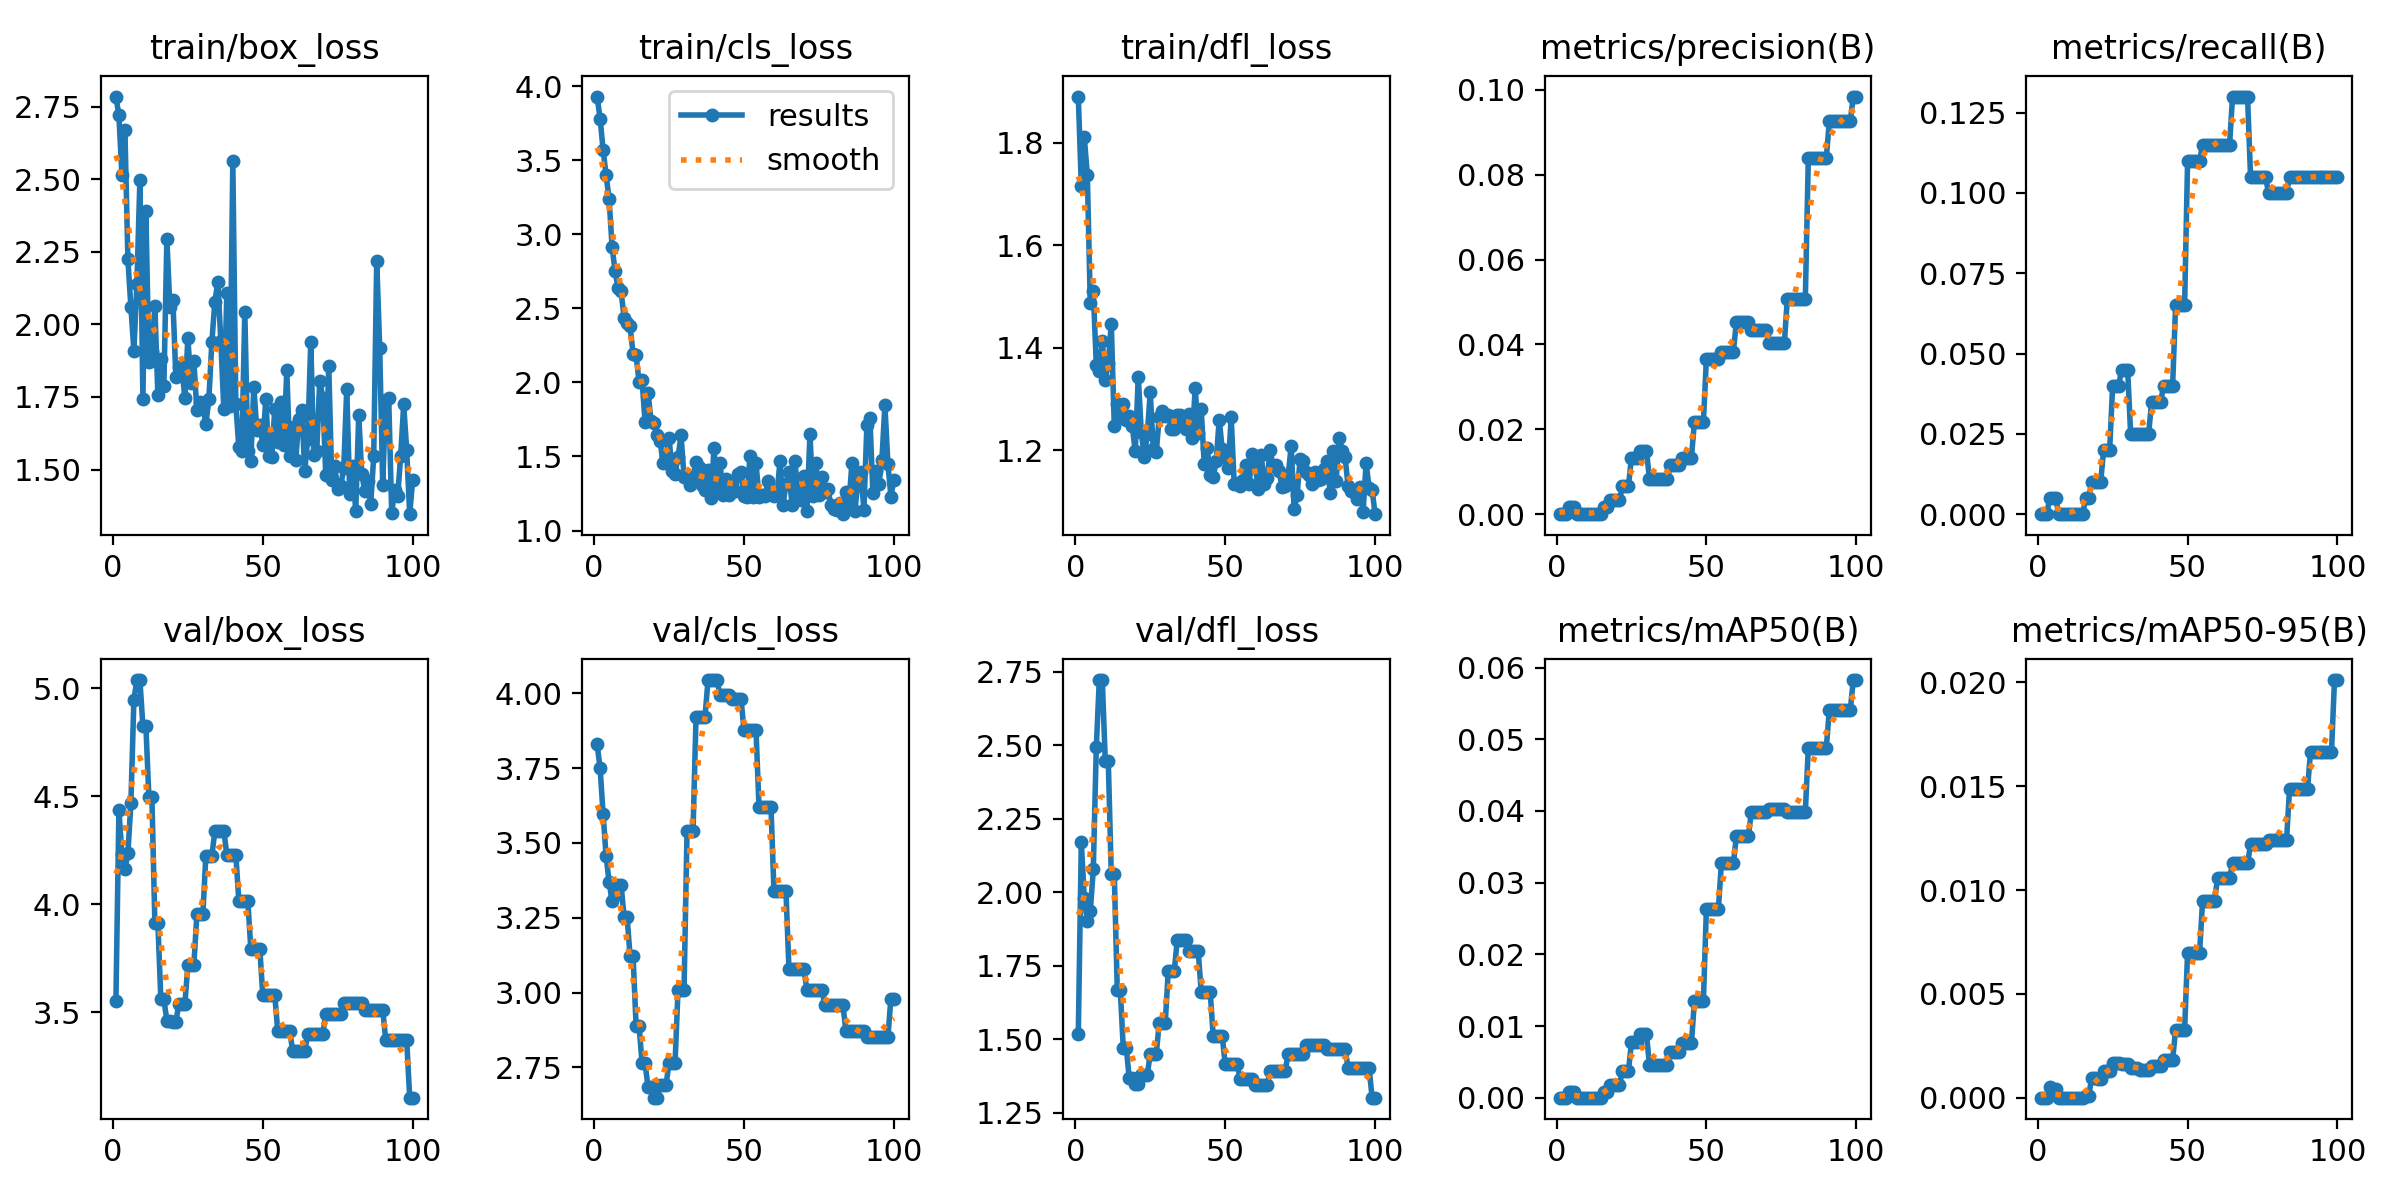 train/box_loss
2.75
2.50
2.25
2.00
1.75
1.50
0 50 100
train/cls_loss
results
smooth
4.0
3.5
3.0
2.5
2.0
1.5
1.0
0 50 100
train/dfl_loss
1.8
1.6
1.4
1.2
0 50 100
metrics/precision(B)
0.10
0.08
0.06
0.04
0.02
0.00
0 50 100
metrics/recall(B)
0.125
0.100
0.075
0.050
0.025
0.000
0 50 100
val/box_loss
5.0
4.5
4.0
3.5
0 50 100
val/cls_loss
4.00
3.75
3.50
3.25
3.00
2.75
0 50 100
val/dfl_loss
2.75
2.50
2.25
2.00
1.75
1.50
1.25
0 50 100
metrics/mAP50(B)
0.06
0.05
0.04
0.03
0.02
0.01
0.00
0 50 100
metrics/mAP50-95(B)
0.020
0.015
0.010
0.005
0.000
0 50 100